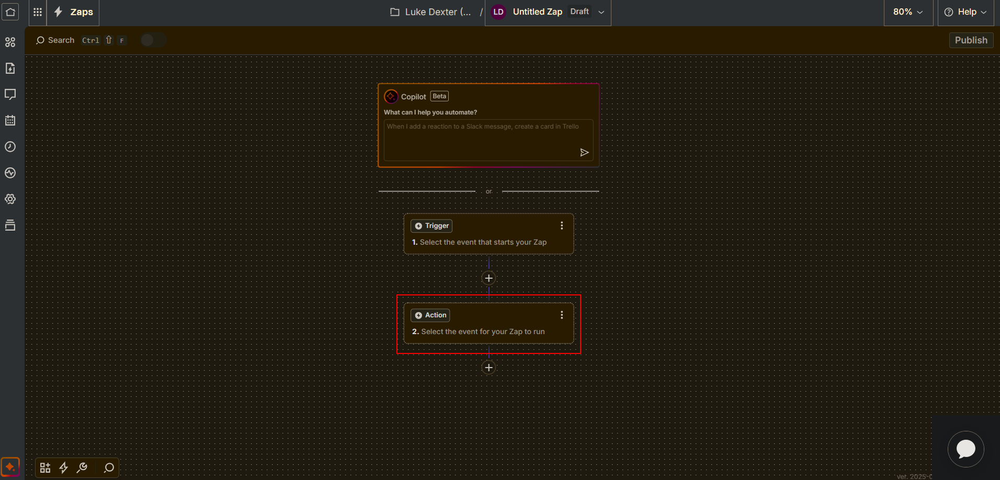 Zaps
Luke Dexter (... / LD Untitled Zap Draft
80%
Help
Search Ctrl ⇧ F
Publish
Copilot Beta
What can I help you automate?
When I add a reaction to a Slack message, create a card in Trello
or
Trigger
1. Select the event that starts your Zap
Action
2. Select the event for your Zap to run
ver. 2025-0